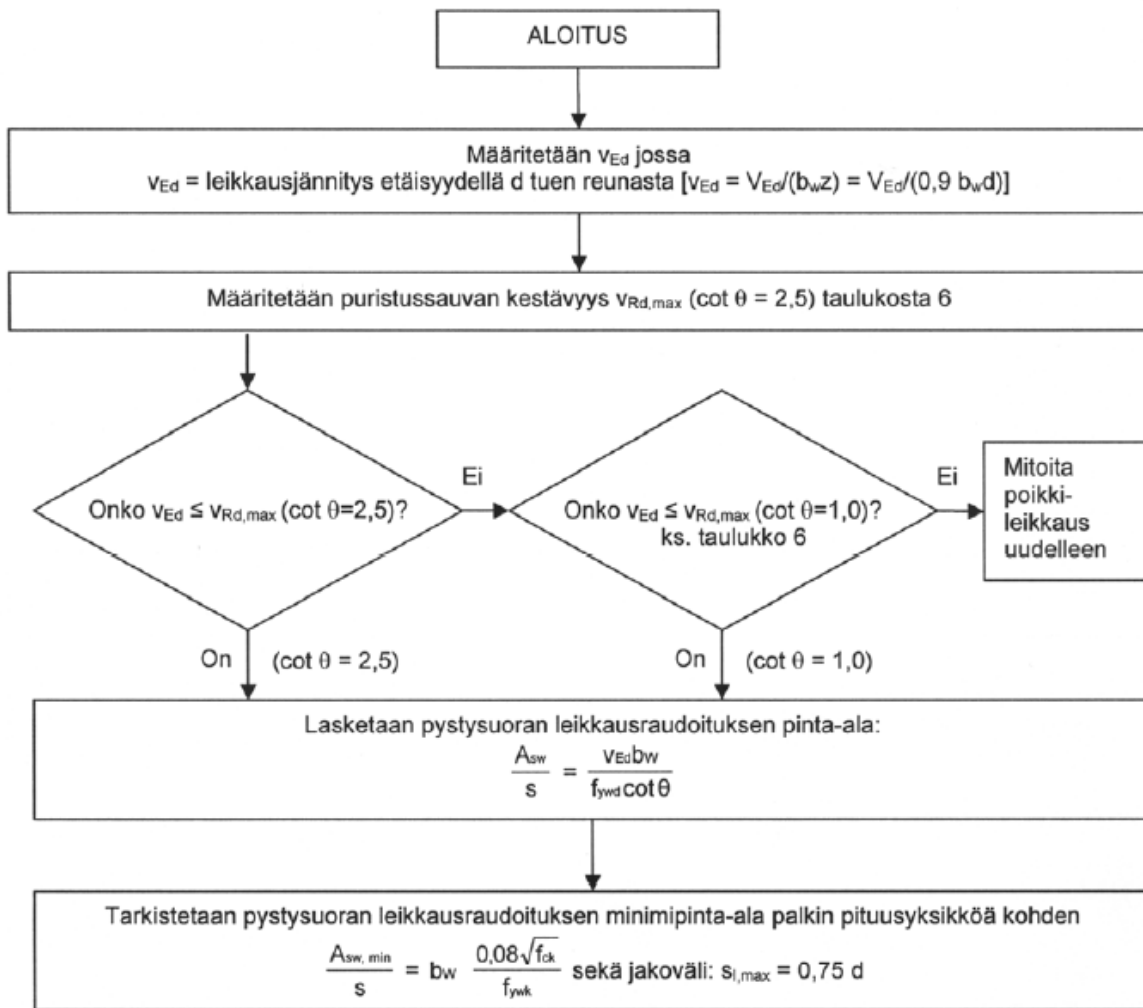 ALOITUS
Määritetään vEd jossa
vEd = leikkausjännitys etäisyydellä d tuen reunasta [vEd = VEd/(bwz) = VEd/(0,9 bwd)]
Määritetään puristussauvan kestävyys vRd,max (cot θ = 2,5) taulukosta 6
Onko vEd ≤ vRd,max (cot θ=2,5)?
Ei
Onko vEd ≤ vRd,max (cot θ=1,0)?
ks. taulukko 6
Ei
Mitoita
poikki-
leikkaus
uudelleen
On (cot θ = 2,5)
On (cot θ = 1,0)
Lasketaan pystysuoran leikkausraudoituksen pinta-ala:
Asw/s = vEdbw/(fywd cot θ)
Tarkistetaan pystysuoran leikkausraudoituksen minimipinta-ala palkin pituusyksikköä kohden
Asw, min/s = bw 0,08√fck/fywk sekä jakoväli: sl,max = 0,75 d